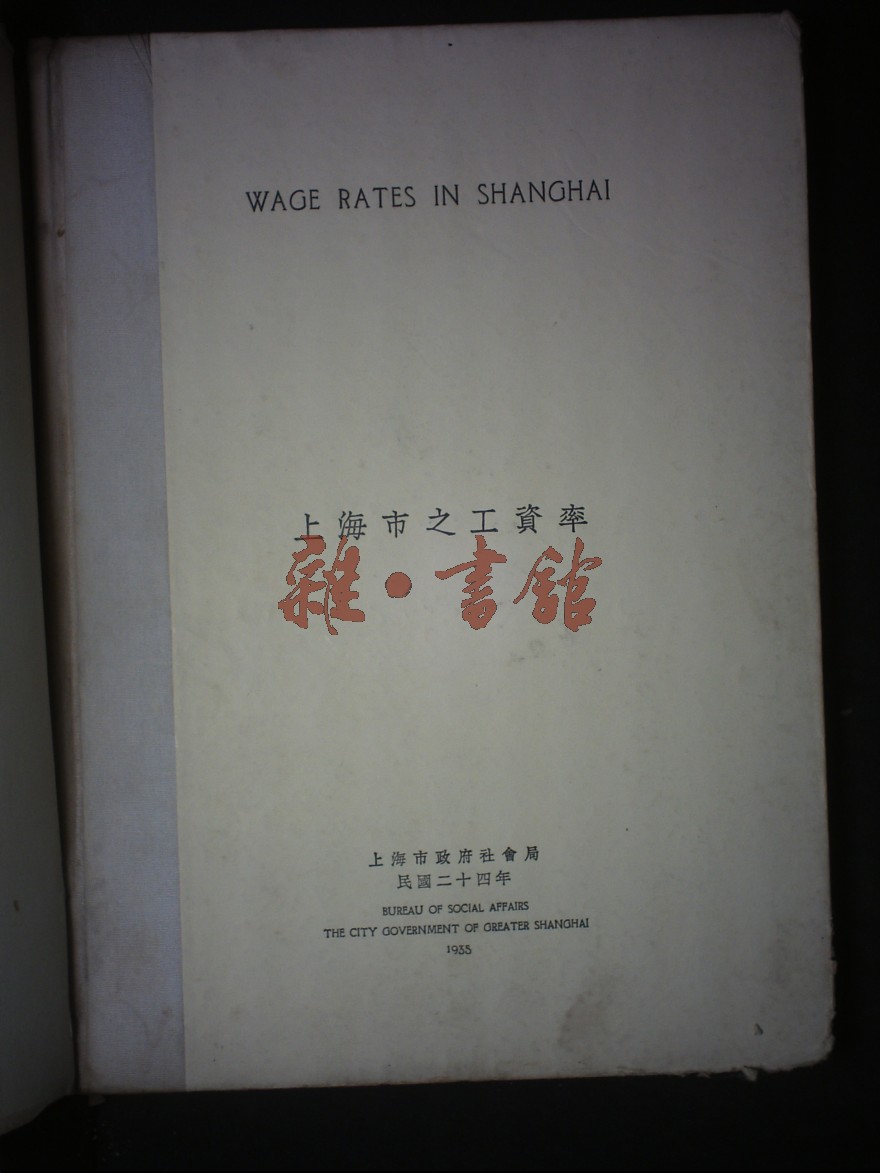 WAGE RATES IN SHANGHAI
上海市之工資率
雜·書館
上海市政府社會局
民國二十四年
BUREAU OF SOCIAL AFFAIRS
THE CITY GOVERNMENT OF GREATER SHANGHAI
1935